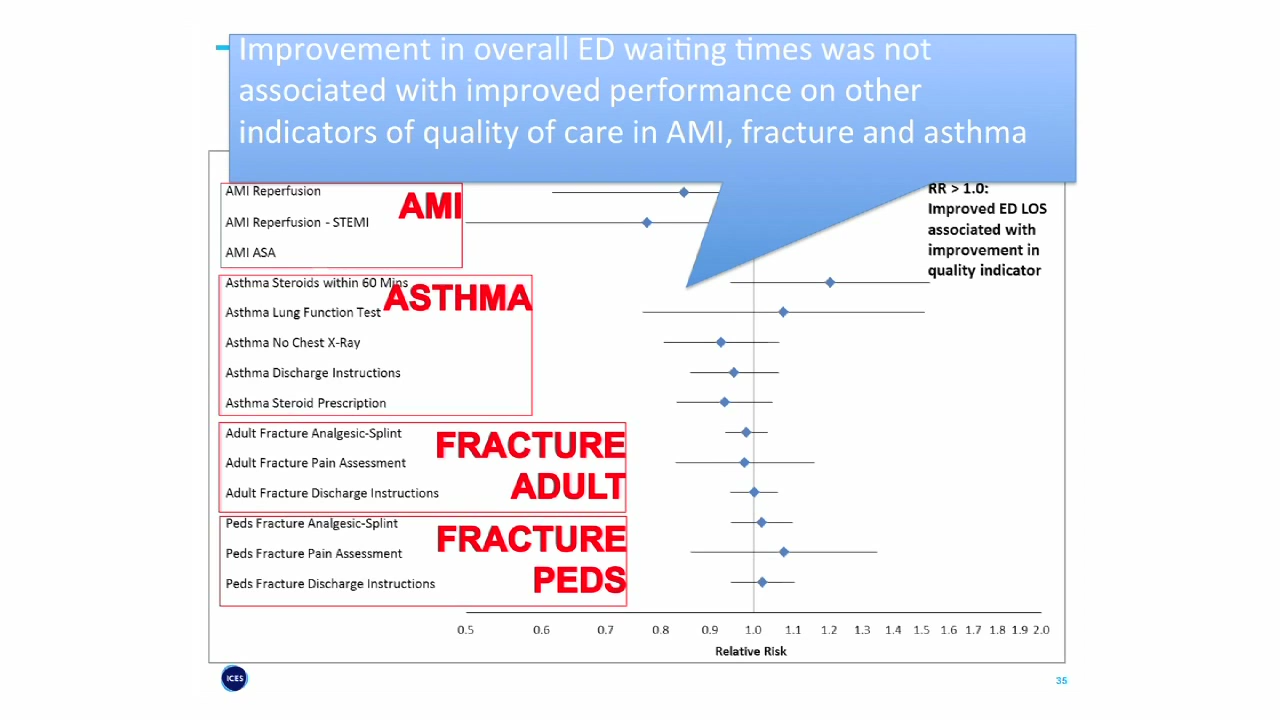 Improvement in overall ED waiting times was not
associated with improved performance on other
indicators of quality of care in AMI, fracture and asthma
AMI Reperfusion
AMI
AMI Reperfusion - STEMI
AMI ASA
RR > 1.0:
Improved ED LOS
associated with
improvement in
quality indicator
Asthma Steroids within 60 Mins
ASTHMA
Asthma Lung Function Test
Asthma No Chest X-Ray
Asthma Discharge Instructions
Asthma Steroid Prescription
Adult Fracture Analgesic-Splint
FRACTURE
Adult Fracture Pain Assessment
ADULT
Adult Fracture Discharge Instructions
Peds Fracture Analgesic-Splint
FRACTURE
Peds Fracture Pain Assessment
PEDS
Peds Fracture Discharge Instructions
0.5 0.6 0.7 0.8 0.9 1.0 1.1 1.2 1.3 1.4 1.5 1.6 1.7 1.8 1.9 2.0
Relative Risk
ICES
35